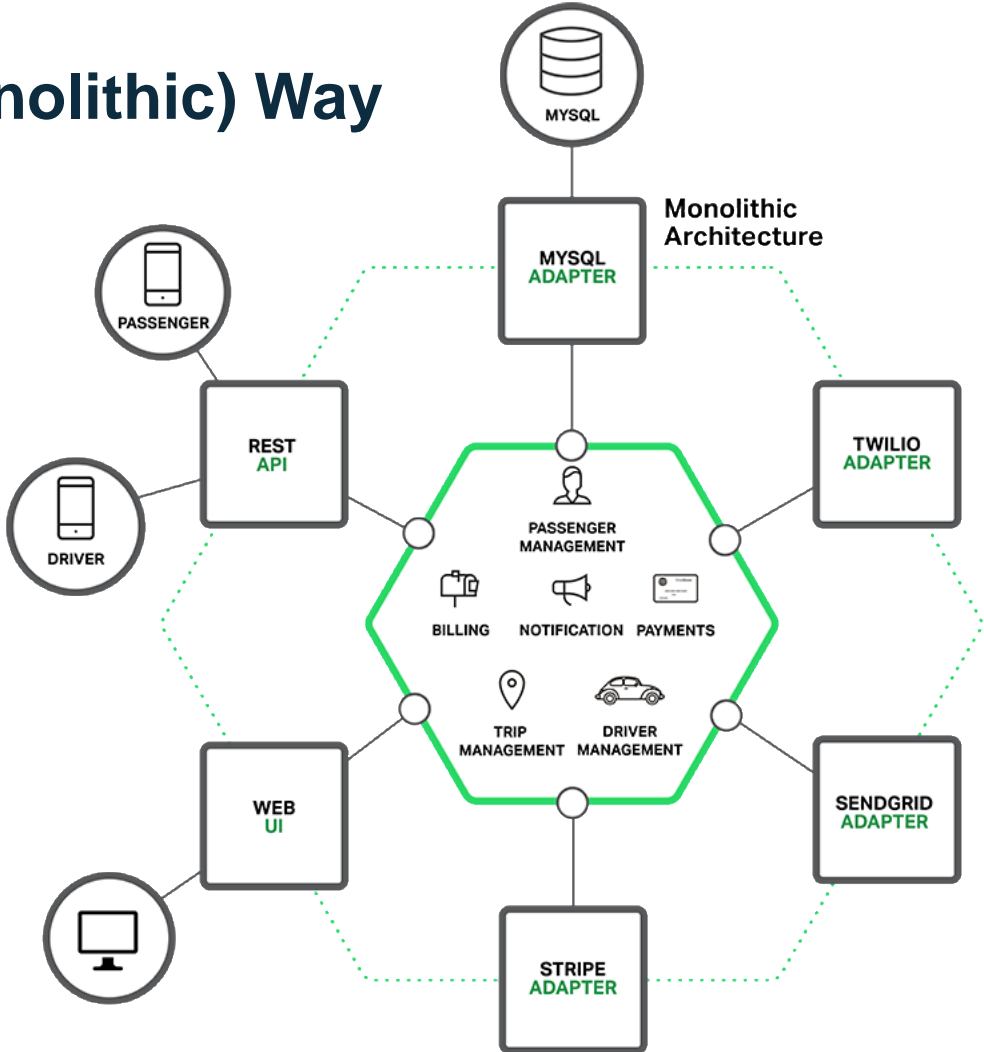 nolithic) Way
MYSQL
Monolithic
Architecture
MYSQL
ADAPTER
PASSENGER
REST
API
TWILIO
ADAPTER
DRIVER
PASSENGER
MANAGEMENT
BILLING
NOTIFICATION
PAYMENTS
TRIP
MANAGEMENT
DRIVER
MANAGEMENT
WEB
UI
SENDGRID
ADAPTER
STRIPE
ADAPTER